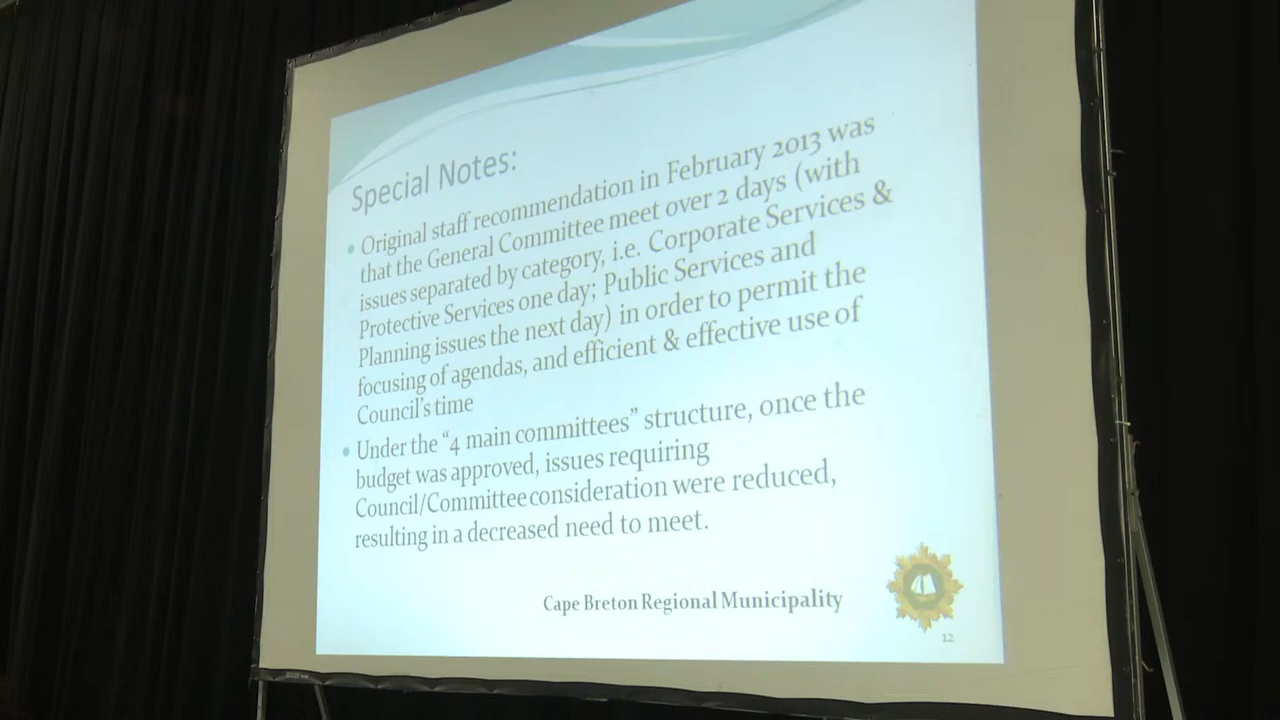 Special Notes:
• Original staff recommendation in February 2013 was
that the General Committee meet over 2 days (with
issues separated by category, i.e. Corporate Services &
Protective Services one day; Public Services and
Planning issues the next day) in order to permit the
focusing of agendas, and efficient & effective use of
Council's time
• Under the “4 main committees” structure, once the
budget was approved, issues requiring
Council/Committee consideration were reduced,
resulting in a decreased need to meet.
Cape Breton Regional Municipality
12